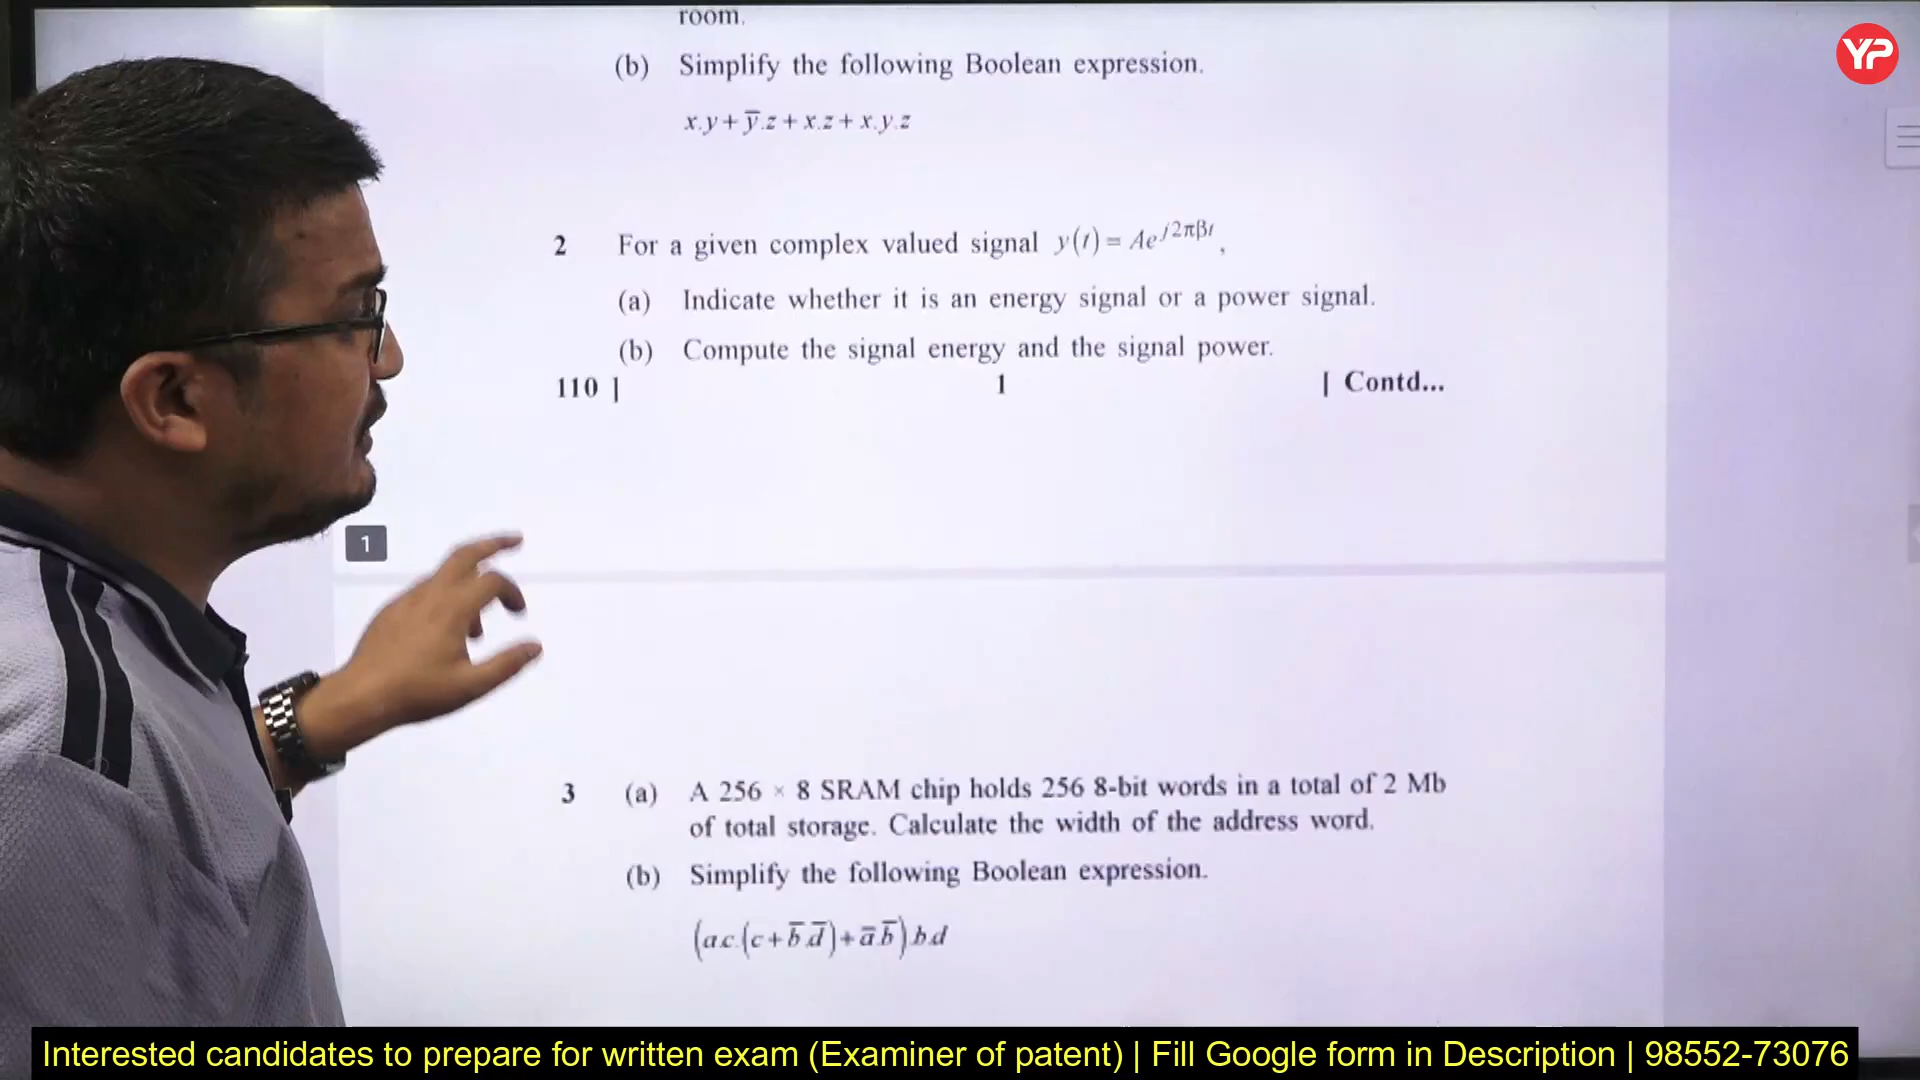 room.
(b) Simplify the following Boolean expression.
x.y+y̅.z+x.z+x.y.z
2 For a given complex valued signal y(t)=Ae^{j2πβt},
(a) Indicate whether it is an energy signal or a power signal.
(b) Compute the signal energy and the signal power.
110 ] 1 [ Contd...
1
3 (a) A 256 × 8 SRAM chip holds 256 8-bit words in a total of 2 Mb
of total storage. Calculate the width of the address word.
(b) Simplify the following Boolean expression.
(a.c.(c+b̅.d̅)+a̅.b̅).b.d
YP
Interested candidates to prepare for written exam (Examiner of patent) | Fill Google form in Description | 98552-73076